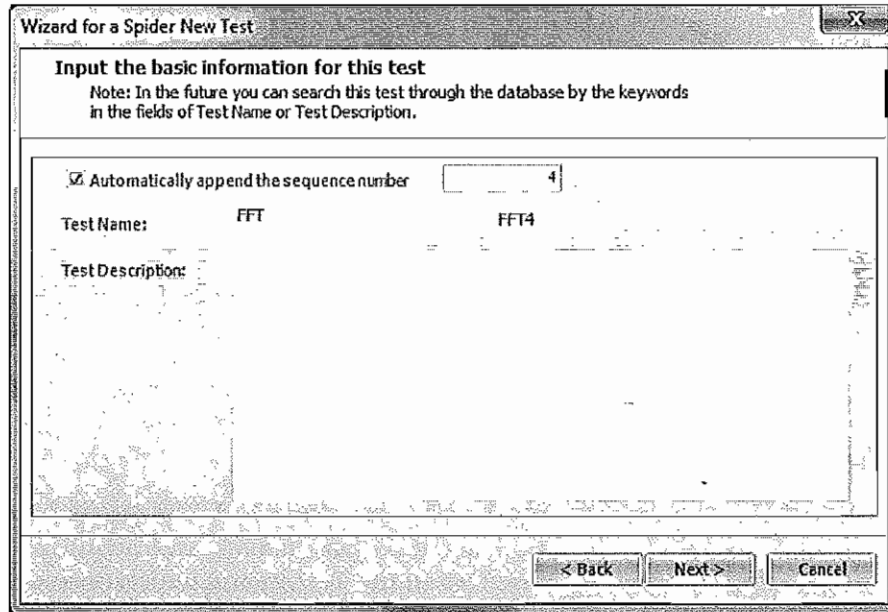 Wizard for a Spider New Test
Input the basic information for this test
Note: In the future you can search this test through the database by the keywords
in the fields of Test Name or Test Description.
Automatically append the sequence number 4
Test Name: FFT FFT4
Test Description:
< Back Next > Cancel